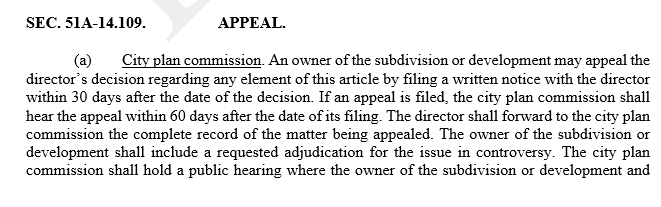 SEC. 51A-14.109. APPEAL.
(a) City plan commission. An owner of the subdivision or development may appeal the
director's decision regarding any element of this article by filing a written notice with the director
within 30 days after the date of the decision. If an appeal is filed, the city plan commission shall
hear the appeal within 60 days after the date of its filing. The director shall forward to the city plan
commission the complete record of the matter being appealed. The owner of the subdivision or
development shall include a requested adjudication for the issue in controversy. The city plan
commission shall hold a public hearing where the owner of the subdivision or development and